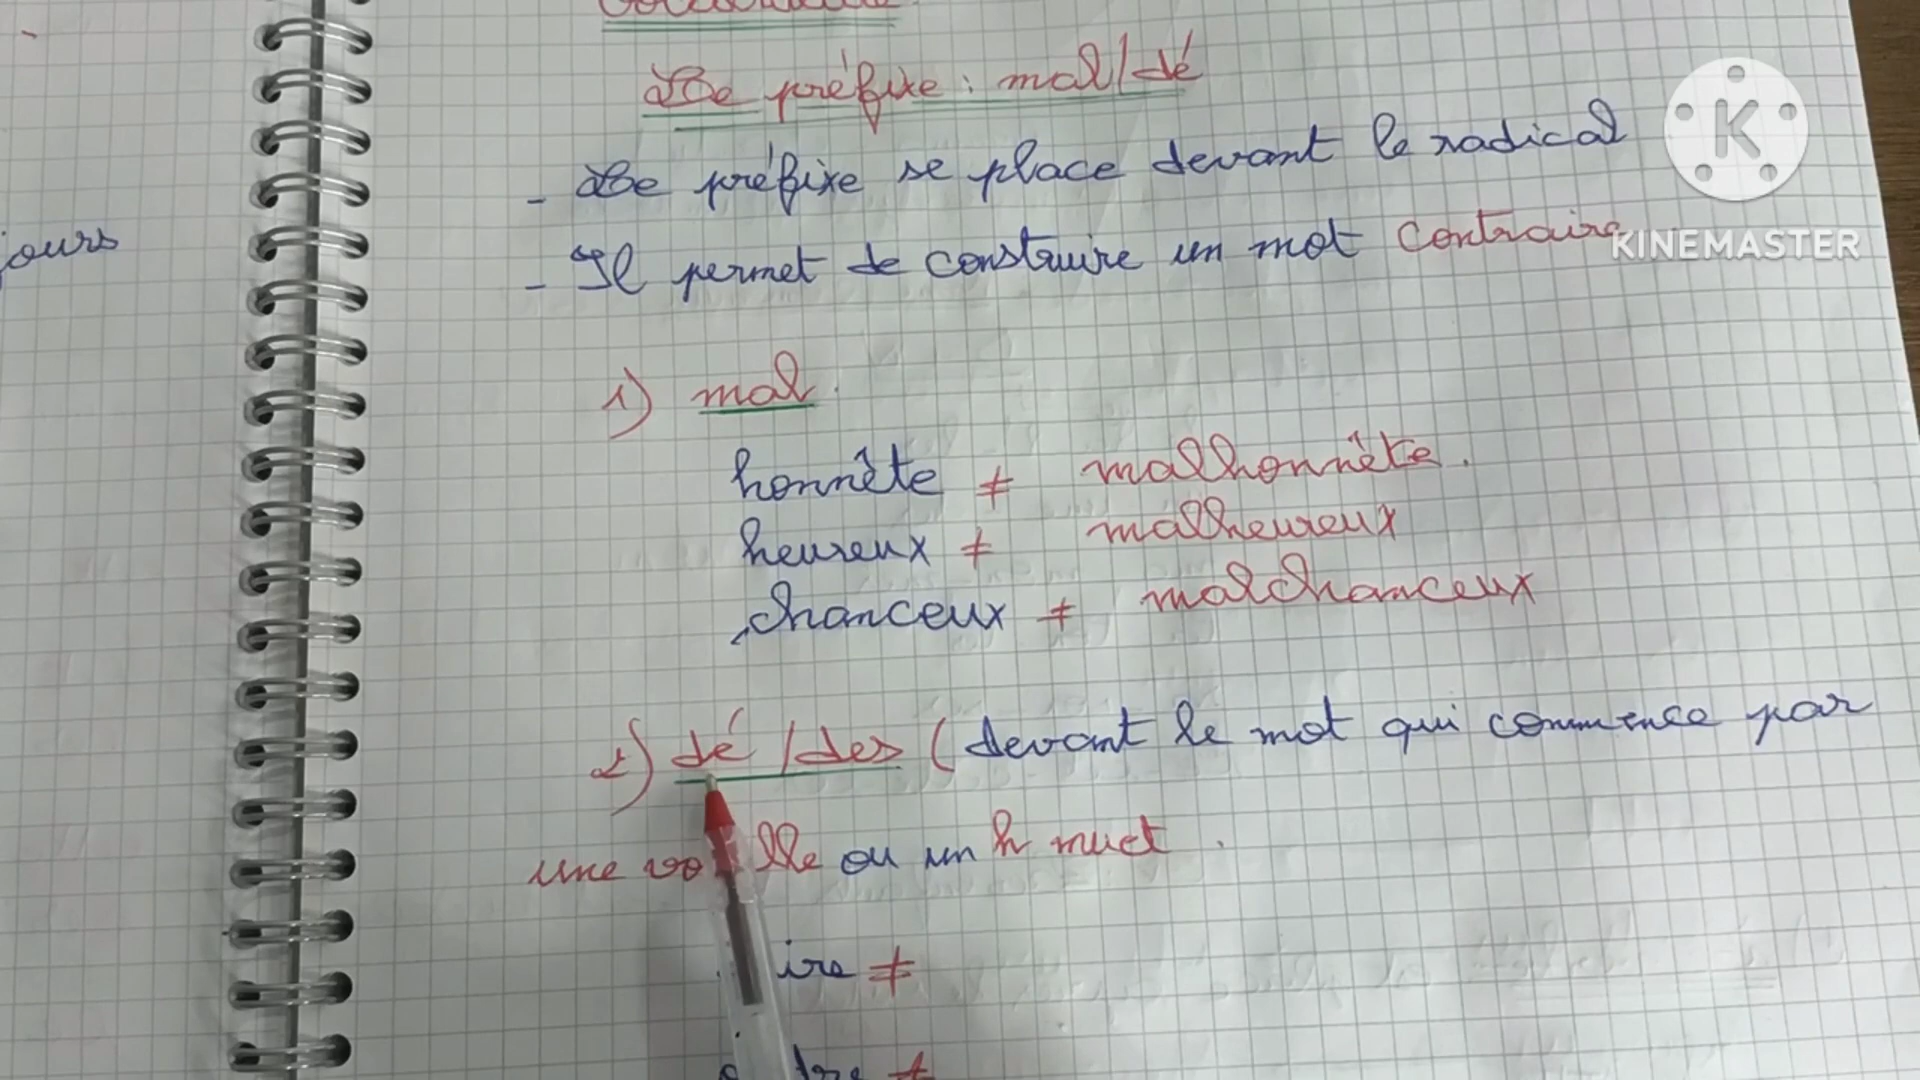 Le préfixe : mal/dé
- Le préfixe se place devant le radical
- Il permet de construire un mot contraire
KINEMASTER
jours
1) mal.
honnête ≠ malhonnête.
heureux ≠ malheureux
chanceux ≠ malchanceux
2) dé/des (devant le mot qui commence par
une ou un h muet.
≠
≠